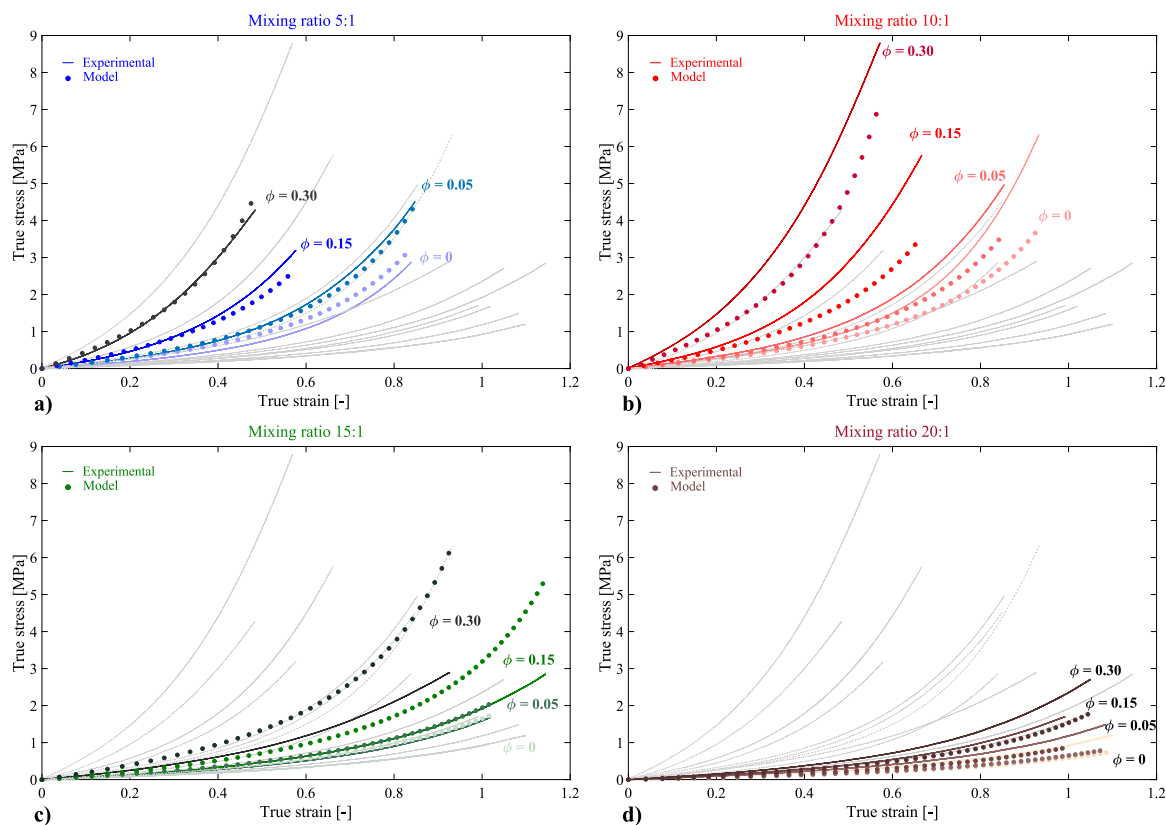 Mixing ratio 5:1
9
8
7
6
5
4
3
2
1
0
True stress [MPa]
Experimental
Model
ϕ = 0.30
ϕ = 0.15
ϕ = 0.05
ϕ = 0
0 0.2 0.4 0.6 0.8 1 1.2
True strain [-]
a)
Mixing ratio 10:1
9
8
7
6
5
4
3
2
1
0
True stress [MPa]
Experimental
Model
ϕ = 0.30
ϕ = 0.15
ϕ = 0.05
ϕ = 0
0 0.2 0.4 0.6 0.8 1 1.2
True strain [-]
b)
Mixing ratio 15:1
9
8
7
6
5
4
3
2
1
0
True stress [MPa]
Experimental
Model
ϕ = 0.30
ϕ = 0.15
ϕ = 0.05
ϕ = 0
0 0.2 0.4 0.6 0.8 1 1.2
True strain [-]
c)
Mixing ratio 20:1
9
8
7
6
5
4
3
2
1
0
True stress [MPa]
Experimental
Model
ϕ = 0.30
ϕ = 0.15
ϕ = 0.05
ϕ = 0
0 0.2 0.4 0.6 0.8 1 1.2
True strain [-]
d)